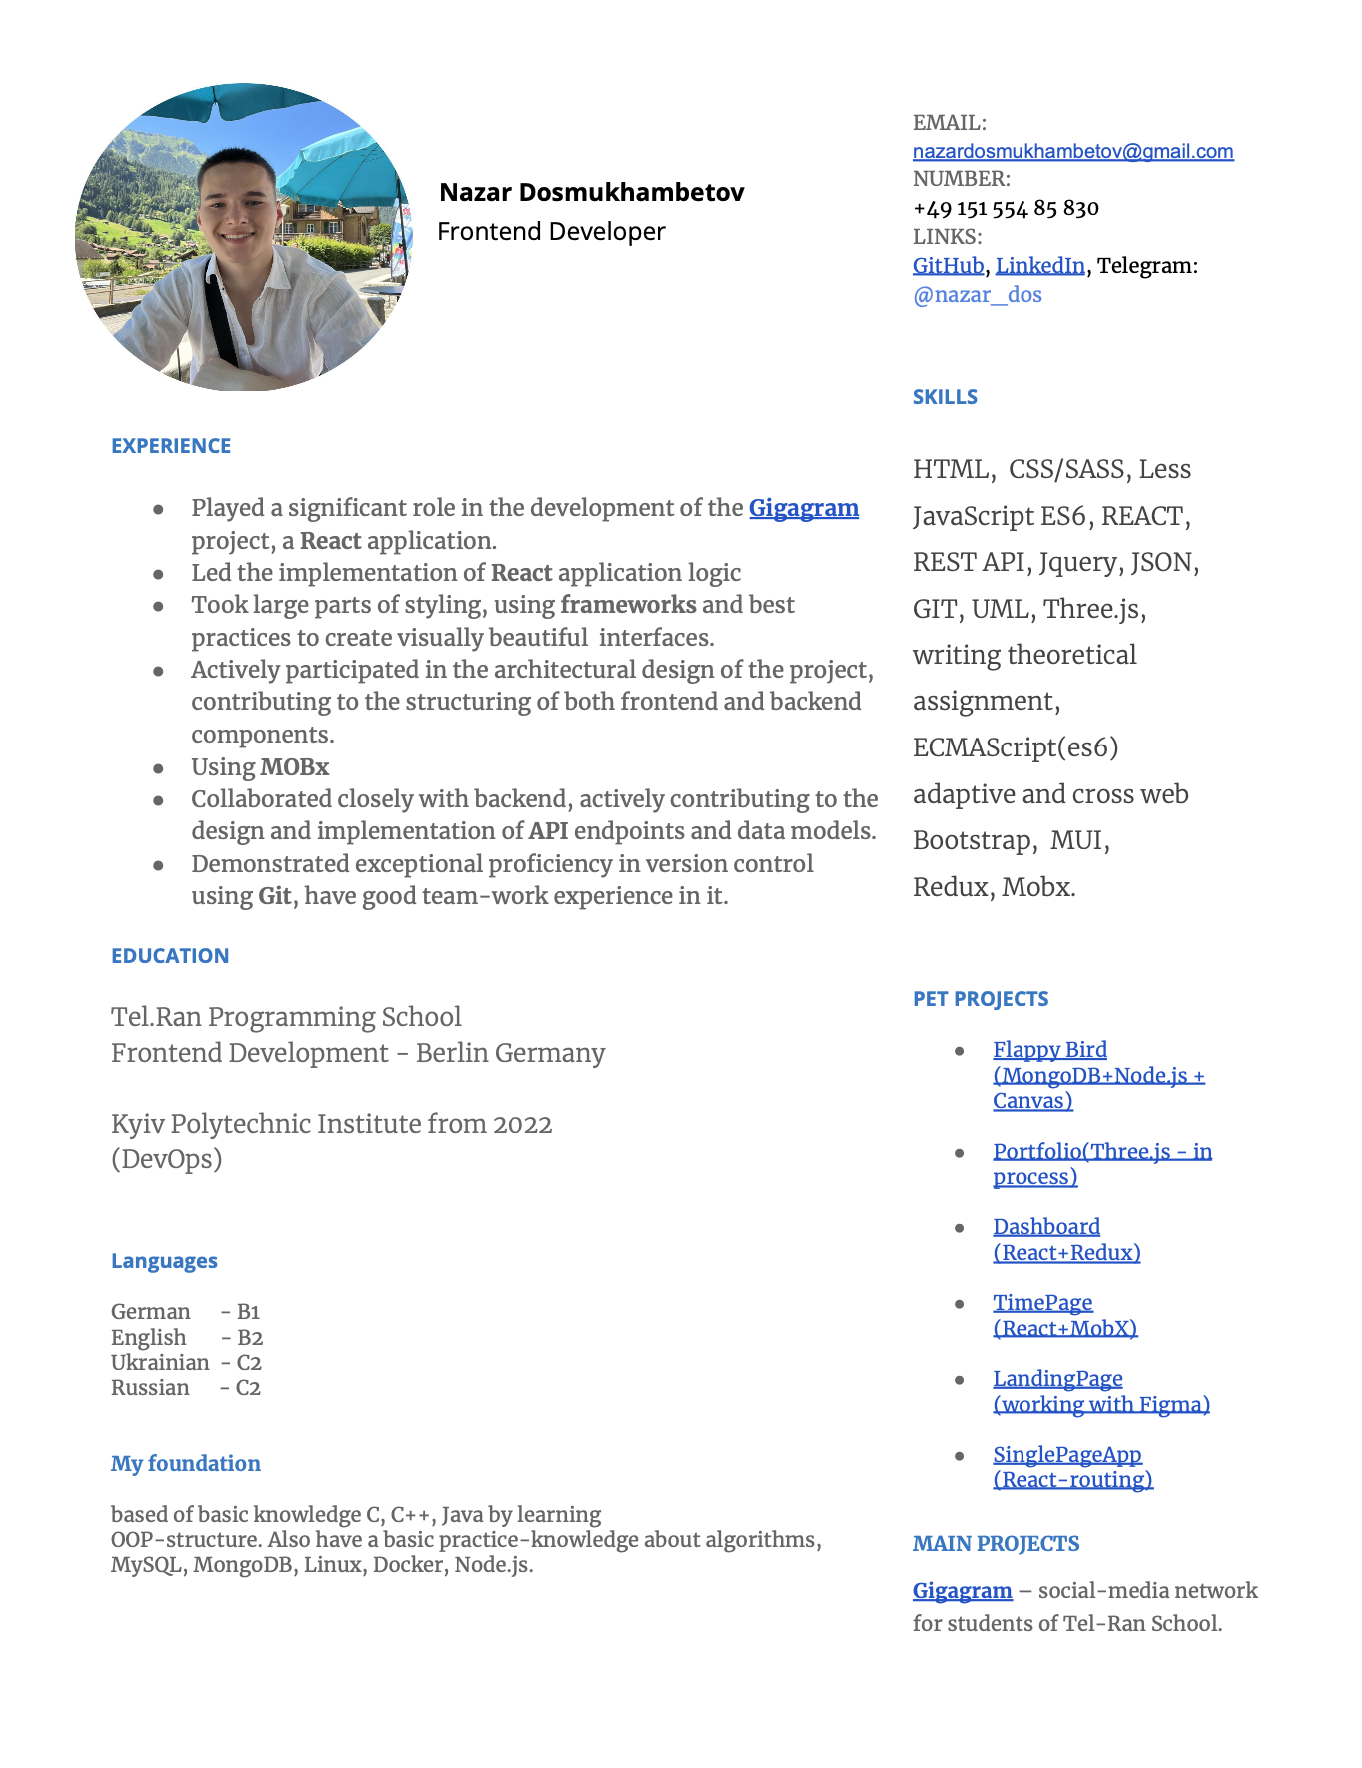 Nazar Dosmukhambetov
Frontend Developer
EMAIL:
nazardosmukhambetov@gmail.com
NUMBER:
+49 151 554 85 830
LINKS:
GitHub, LinkedIn, Telegram:
@nazar_dos
EXPERIENCE
● Played a significant role in the development of the Gigagram
project, a React application.
● Led the implementation of React application logic
● Took large parts of styling, using frameworks and best
practices to create visually beautiful  interfaces.
● Actively participated in the architectural design of the project,
contributing to the structuring of both frontend and backend
components.
● Using MOBx
● Collaborated closely with backend, actively contributing to the
design and implementation of API endpoints and data models.
● Demonstrated exceptional proficiency in version control
using Git, have good team-work experience in it.
EDUCATION
Tel.Ran Programming School
Frontend Development - Berlin Germany
Kyiv Polytechnic Institute from 2022
(DevOps)
Languages
German - B1
English - B2
Ukrainian - C2
Russian - C2
My foundation
based of basic knowledge C, C++, Java by learning
OOP-structure. Also have a basic practice-knowledge about algorithms,
MySQL, MongoDB, Linux, Docker, Node.js.
SKILLS
HTML,  CSS/SASS, Less
JavaScript ES6, REACT,
REST API, Jquery, JSON,
GIT, UML, Three.js,
writing theoretical
assignment,
ECMAScript(es6)
adaptive and cross web
Bootstrap,  MUI,
Redux, Mobx.
PET PROJECTS
● Flappy Bird
(MongoDB+Node.js +
Canvas)
● Portfolio(Three.js - in
process)
● Dashboard
(React+Redux)
● TimePage
(React+MobX)
● LandingPage
(working with Figma)
● SinglePageApp
(React-routing)
MAIN PROJECTS
Gigagram – social-media network
for students of Tel-Ran School.